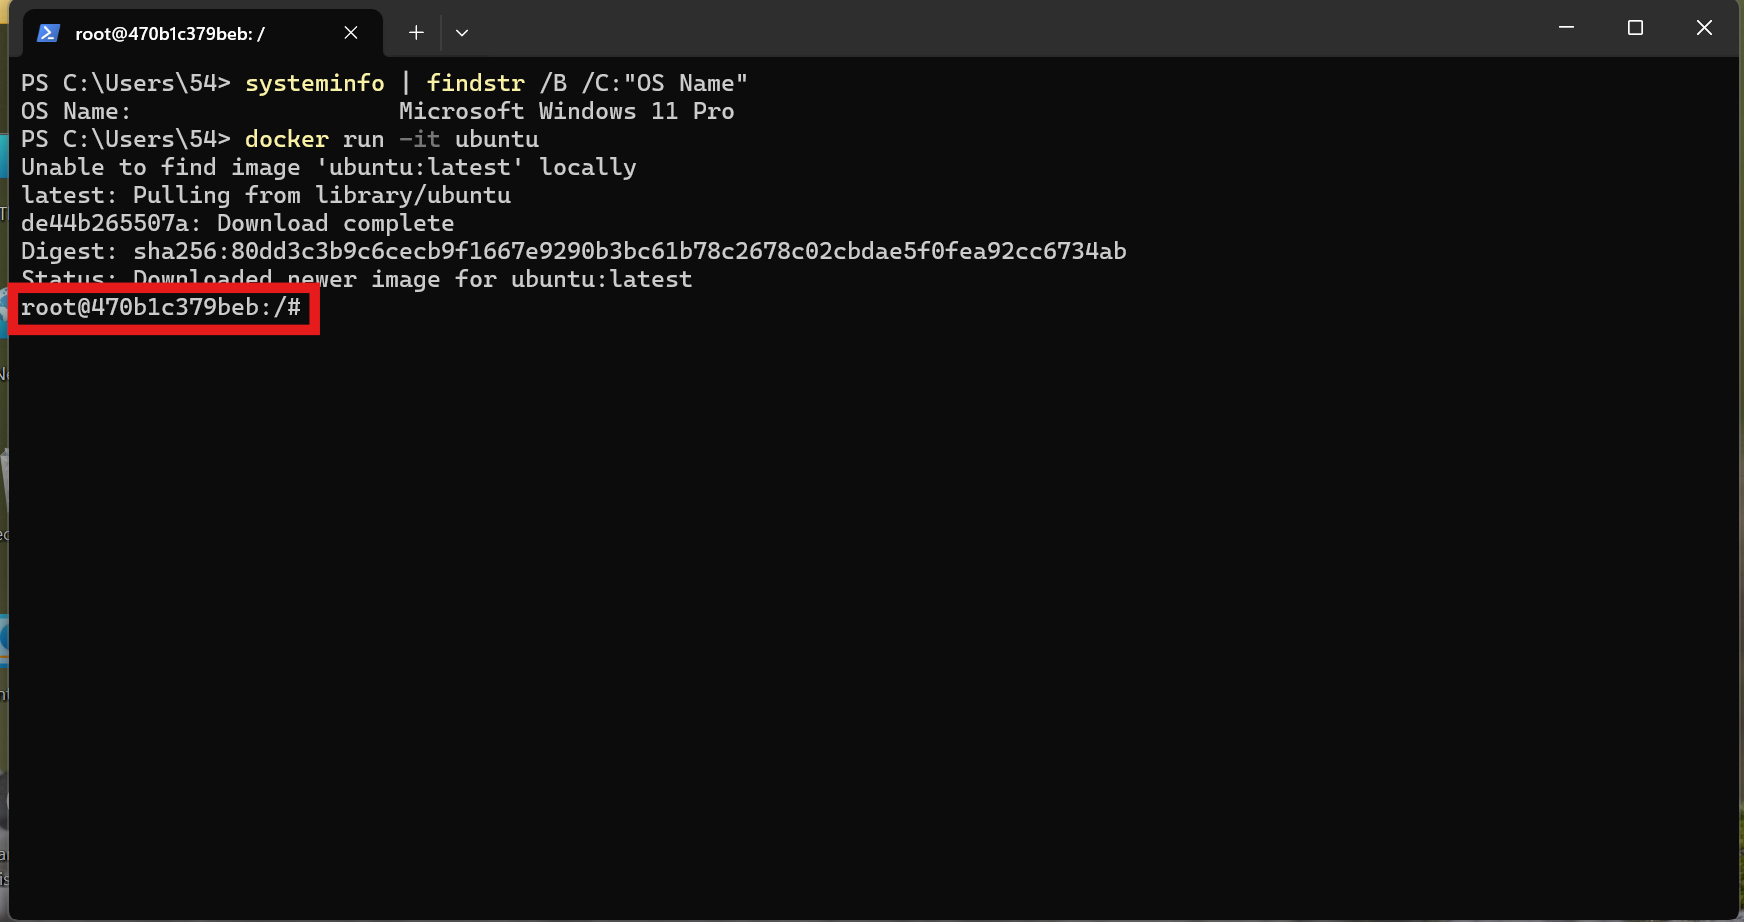 root@470b1c379beb: /
PS C:\Users\54> systeminfo | findstr /B /C:"OS Name"
OS Name:                   Microsoft Windows 11 Pro
PS C:\Users\54> docker run -it ubuntu
Unable to find image 'ubuntu:latest' locally
latest: Pulling from library/ubuntu
de44b265507a: Download complete
Digest: sha256:80dd3c3b9c6cecb9f1667e9290b3bc61b78c2678c02cbdae5f0fea92cc6734ab
Status: Downloaded newer image for ubuntu:latest
root@470b1c379beb:/#